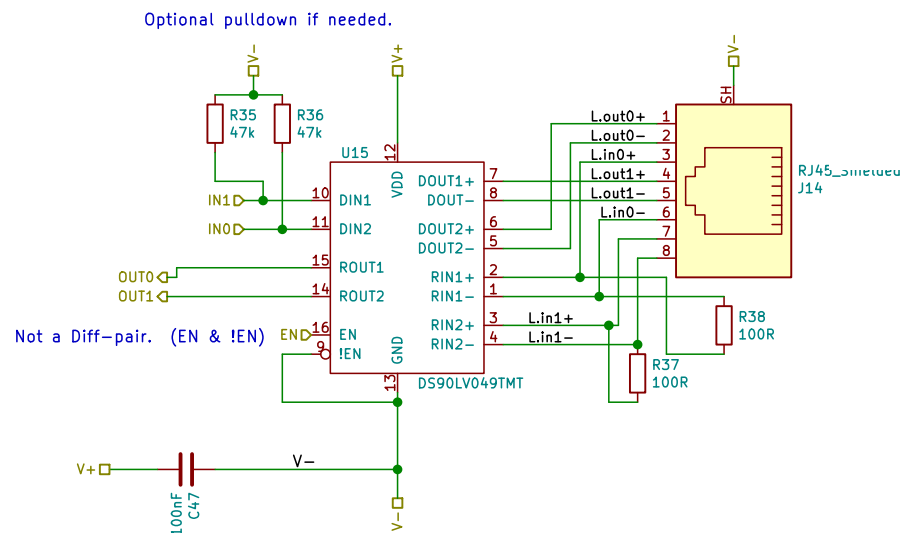 Optional pulldown if needed.
V-
V+
V-
R35
47k
R36
47k
SH
U15
12
VDD
L.out0+
1
L.out0-
2
L.in0+
3
L.out1+
4
L.out1-
5
L.in0-
6
7
8
RJ45_Shielded
J14
IN1
10
DIN1
IN0
11
DIN2
DOUT1+
7
DOUT-
8
DOUT2+
6
DOUT2-
5
OUT0
15
ROUT1
OUT1
14
ROUT2
RIN1+
2
RIN1-
1
RIN2+
3
L.in1+
RIN2-
4
L.in1-
R38
100R
R37
100R
Not a Diff-pair. (EN & !EN)
EN
16
EN
9
!EN
GND
13
DS90LV049TMT
V+
V-
100nF
C47
V-